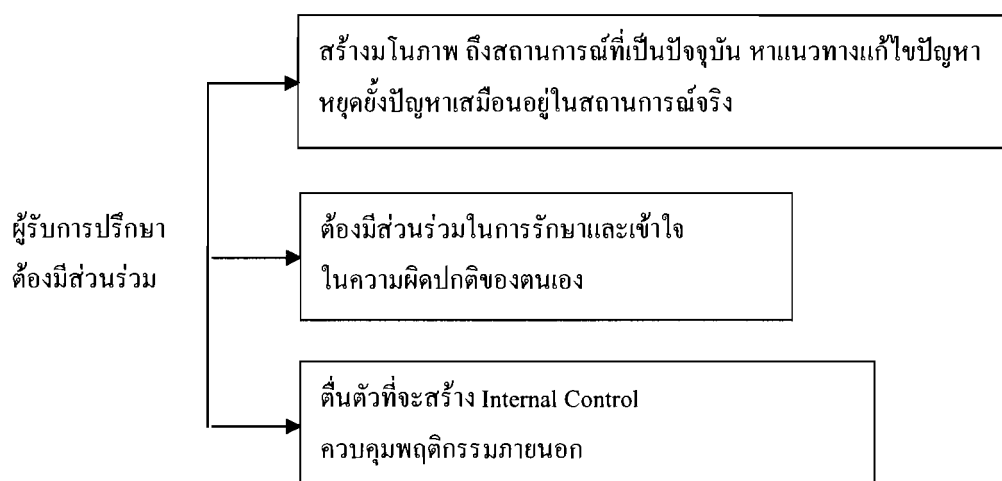 สร้างมโนภาพ ถึงสถานการณ์ที่เป็นปัจจุบัน หาแนวทางแก้ไขปัญหา
หยุดยั้งปัญหาเสมือนอยู่ในสถานการณ์จริง
ผู้รับการปรึกษา
ต้องมีส่วนร่วม
ต้องมีส่วนร่วมในการรักษาและเข้าใจ
ในความผิดปกติของตนเอง
ตื่นตัวที่จะสร้าง Internal Control
ควบคุมพฤติกรรมภายนอก